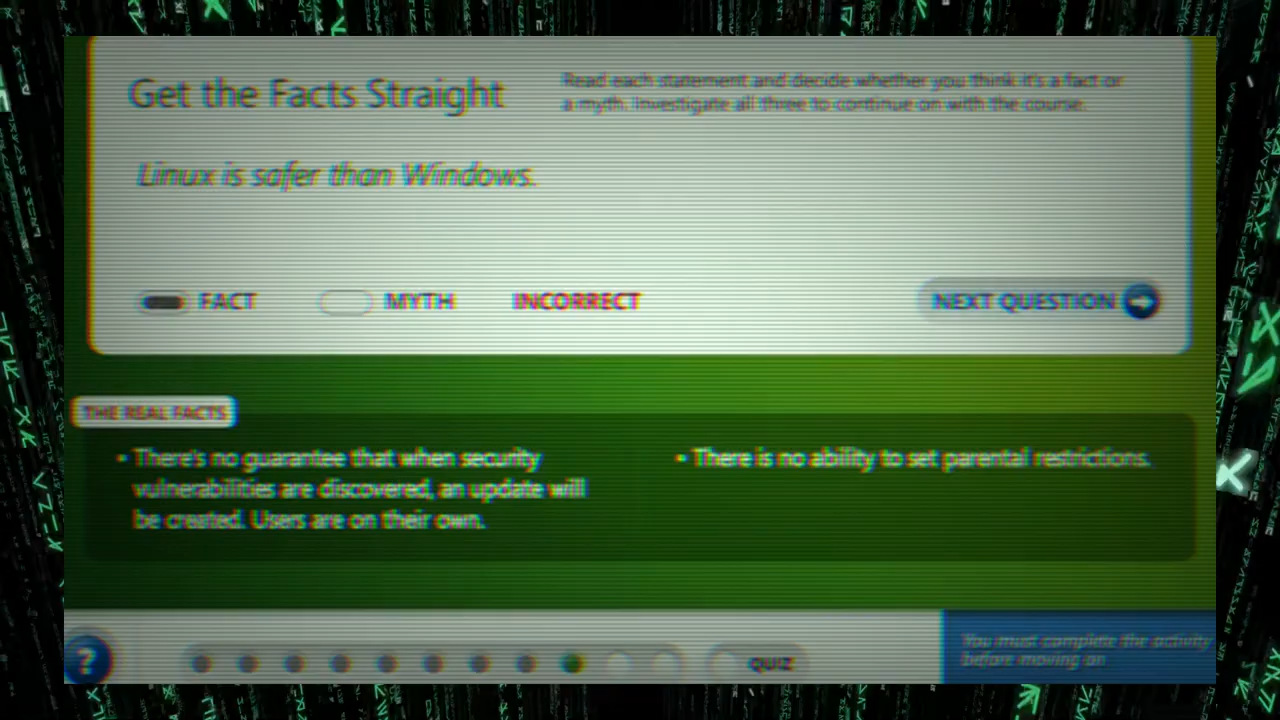 Get the Facts Straight
Read each statement and decide whether you think it's a fact or
a myth. Investigate all three to continue on with the course.
Linux is safer than Windows.
FACT MYTH INCORRECT NEXT QUESTION
THE REAL FACTS
• There's no guarantee that when security
vulnerabilities are discovered, an update will
be created. Users are on their own.
• There is no ability to set parental restrictions.
? QUIZ
You must complete the activity
before moving on